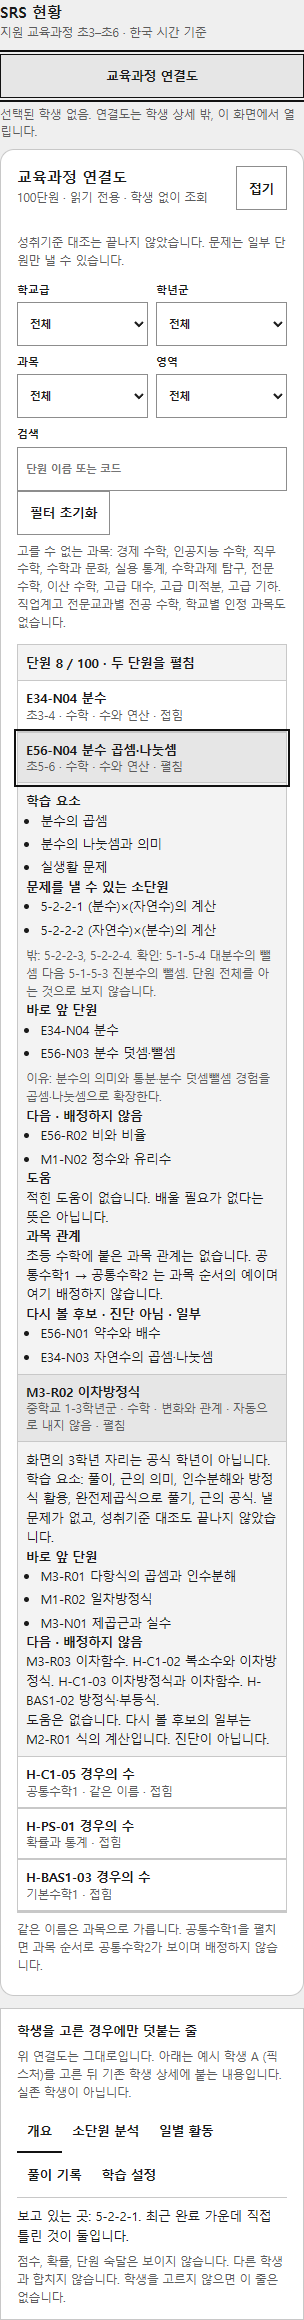 SRS 현황
지원 교육과정 초3–초6 · 한국 시간 기준
교육과정 연결도
선택된 학생 없음. 연결도는 학생 상세 밖, 이 화면에서 열
립니다.
교육과정 연결도
100단원 · 읽기 전용 · 학생 없이 조회
접기
성취기준 대조는 끝나지 않았습니다. 문제는 일부 단
원만 낼 수 있습니다.
학교급
학년군
전체
전체
과목
영역
전체
전체
검색
단원 이름 또는 코드
필터 초기화
고를 수 없는 과목: 경제 수학, 인공지능 수학, 직무
수학, 수학과 문화, 실용 통계, 수학과제 탐구, 전문
수학, 이산 수학, 고급 대수, 고급 미적분, 고급 기하.
직업계고 전문교과별 전공 수학, 학교별 인정 과목도
없습니다.
단원 8 / 100 · 두 단원을 펼침
E34-N04 분수
초3-4 · 수학 · 수와 연산 · 접힘
E56-N04 분수 곱셈·나눗셈
초5-6 · 수학 · 수와 연산 · 펼침
학습 요소
• 분수의 곱셈
• 분수의 나눗셈과 의미
• 실생활 문제
문제를 낼 수 있는 소단원
• 5-2-2-1 (분수)×(자연수)의 계산
• 5-2-2-2 (자연수)×(분수)의 계산
밖: 5-2-2-3, 5-2-2-4. 확인: 5-1-5-4 대분수의 뺄
셈 다음 5-1-5-3 진분수의 뺄셈. 단원 전체를 아
는 것으로 보지 않습니다.
바로 앞 단원
• E34-N04 분수
• E56-N03 분수 덧셈·뺄셈
이유: 분수의 의미와 통분·분수 덧셈뺄셈 경험을
곱셈·나눗셈으로 확장한다.
다음 · 배정하지 않음
• E56-R02 비와 비율
• M1-N02 정수와 유리수
도움
적힌 도움이 없습니다. 배울 필요가 없다는
뜻은 아닙니다.
과목 관계
초등 수학에 붙은 과목 관계는 없습니다. 공
통수학1 → 공통수학2 는 과목 순서의 예이며
여기 배정하지 않습니다.
다시 볼 후보 · 진단 아님 · 일부
• E56-N01 약수와 배수
• E34-N03 자연수의 곱셈·나눗셈
M3-R02 이차방정식
중학교 1-3학년군 · 수학 · 변화와 관계 · 자동으
로 내지 않음 · 펼침
화면의 3학년 자리는 공식 학년이 아닙니다.
학습 요소: 풀이, 근의 의미, 인수분해와 방정
식 활용, 완전제곱식으로 풀기, 근의 공식. 낼
문제가 없고, 성취기준 대조도 끝나지 않았습니
다.
바로 앞 단원
• M3-R01 다항식의 곱셈과 인수분해
• M1-R02 일차방정식
• M3-N01 제곱근과 실수
다음 · 배정하지 않음
M3-R03 이차함수. H-C1-02 복소수와 이차방
정식. H-C1-03 이차방정식과 이차함수. H-
BAS1-02 방정식·부등식.
도움은 없습니다. 다시 볼 후보의 일부는
M2-R01 식의 계산입니다. 진단이 아닙니다.
H-C1-05 경우의 수
공통수학1 · 같은 이름 · 접힘
H-PS-01 경우의 수
확률과 통계 · 접힘
H-BAS1-03 경우의 수
기본수학1 · 접힘
같은 이름은 과목으로 가릅니다. 공통수학1을 펼치
면 과목 순서로 공통수학2가 보이며 배정하지 않습
니다.
학생을 고른 경우에만 덧붙는 줄
위 연결도는 그대로입니다. 아래는 예시 학생 A (픽
스처)를 고른 뒤 기존 학생 상세에 붙는 내용입니다.
실존 학생이 아닙니다.
개요
소단원 분석
일별 활동
풀이 기록
학습 설정
보고 있는 곳: 5-2-2-1. 최근 완료 가운데 직접
틀린 것이 둘입니다.
점수, 확률, 단원 숙달은 보이지 않습니다. 다른 학생
과 합치지 않습니다. 학생을 고르지 않으면 이 줄은
없습니다.